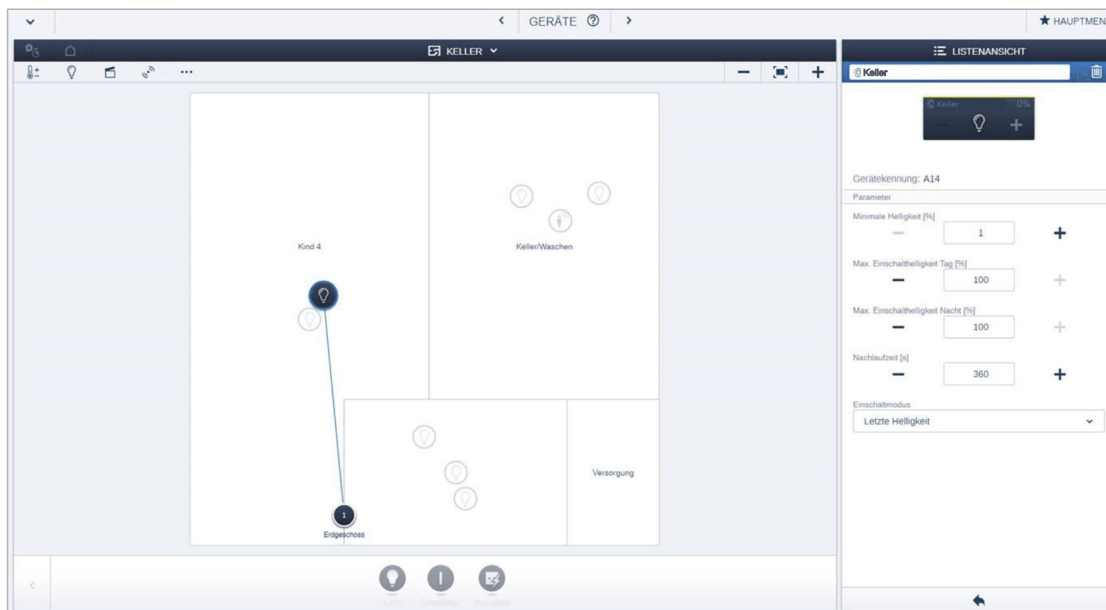 GERÄTE
HAUPTMEN
KELLER
LISTENANSICHT
Keller
Keller 0%
Gerätekennung: A14
Parameter
Minimale Helligkeit [%]
1
Max. Einschalthelligkeit Tag [%]
100
Max. Einschalthelligkeit Nacht [%]
100
Nachlaufzeit [s]
360
Einschaltmodus
Letzte Helligkeit
Kind 4
Keller/Waschen
Versorgung
1
Erdgeschoss